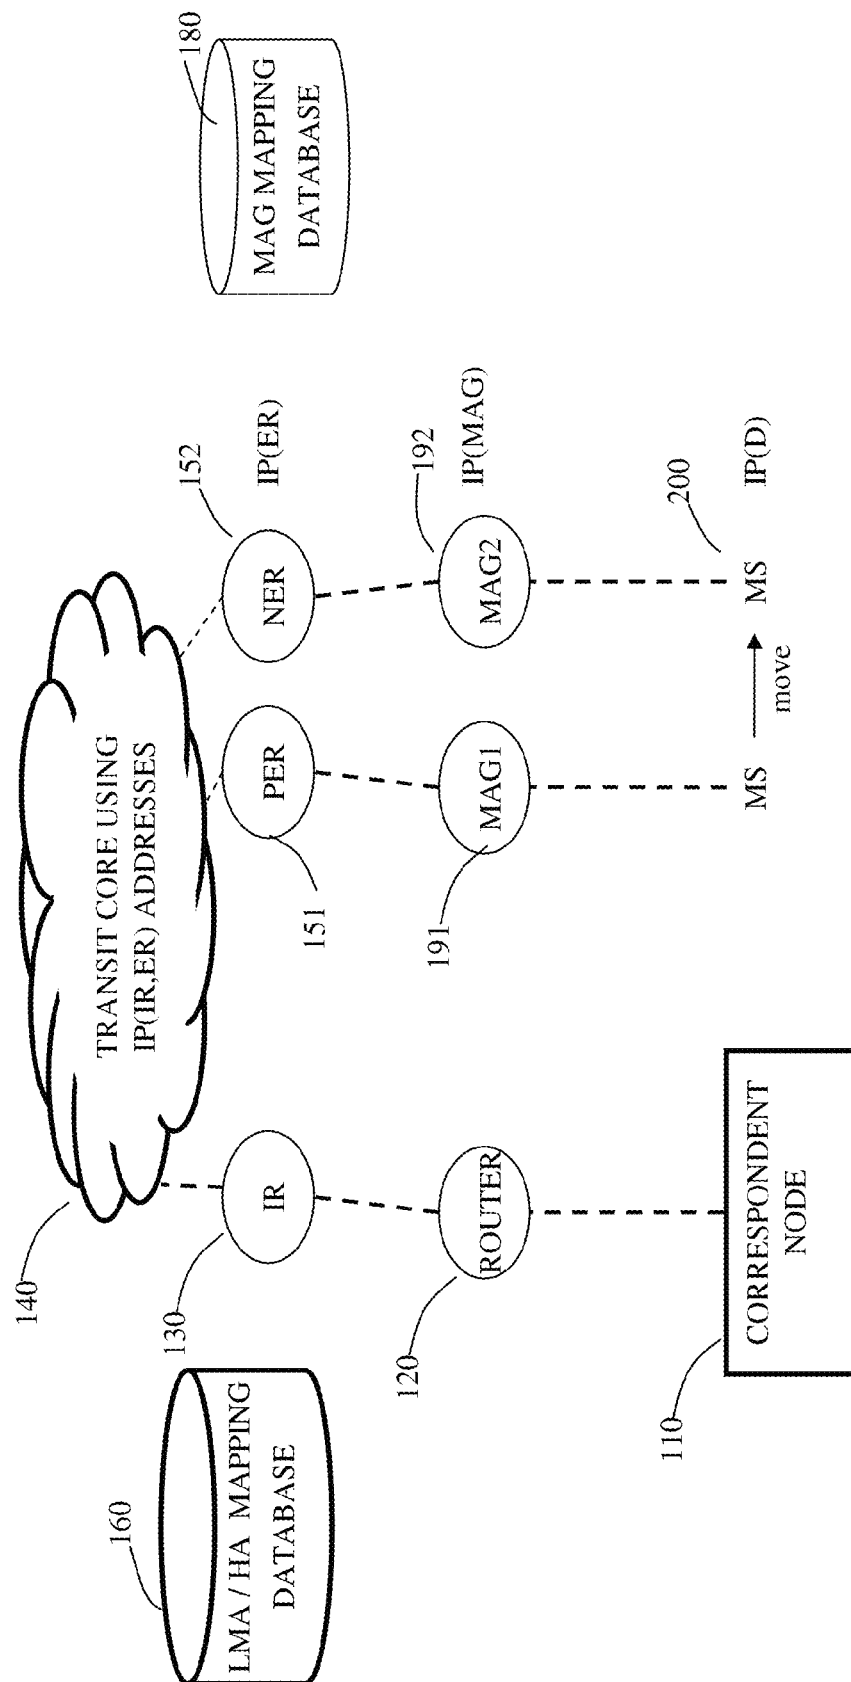 140
TRANSIT CORE USING
IP(IR,ER) ADDRESSES
160
LMA / HA MAPPING
DATABASE
130
IR
PER
151
NER
152
IP(ER)
180
MAG MAPPING
DATABASE
120
ROUTER
191
MAG1
MAG2
192
IP(MAG)
110
CORRESPONDENT
NODE
MS
move
MS
200
IP(D)